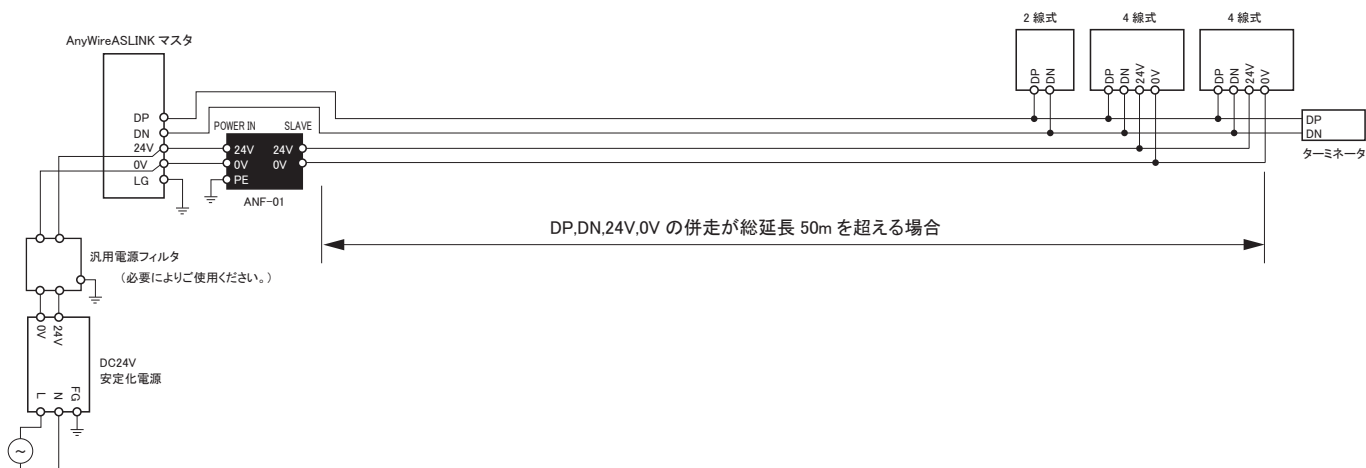 2 線式
4 線式
4 線式
AnyWireASLINK マスタ
DP
DN
DP
DN
24V
0V
DP
DN
24V
0V
DP
DN
24V
0V
LG
POWER IN
SLAVE
24V
0V
PE
24V
0V
ANF-01
DP
DN
ターミネータ
DP,DN,24V,0V の併走が総延長 50m を超える場合
汎用電源フィルタ
（必要によりご使用ください。）
0V
24V
DC24V
安定化電源
L
N
FG
~